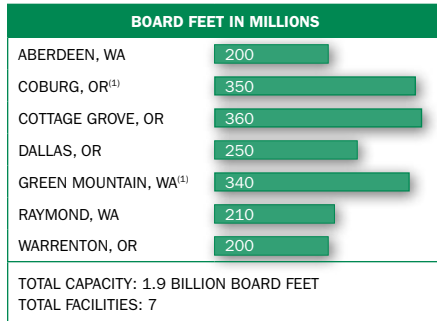 BOARD FEET IN MILLIONS
ABERDEEN, WA 200
COBURG, OR(1) 350
COTTAGE GROVE, OR 360
DALLAS, OR 250
GREEN MOUNTAIN, WA(1) 340
RAYMOND, WA 210
WARRENTON, OR 200
TOTAL CAPACITY: 1.9 BILLION BOARD FEET
TOTAL FACILITIES: 7